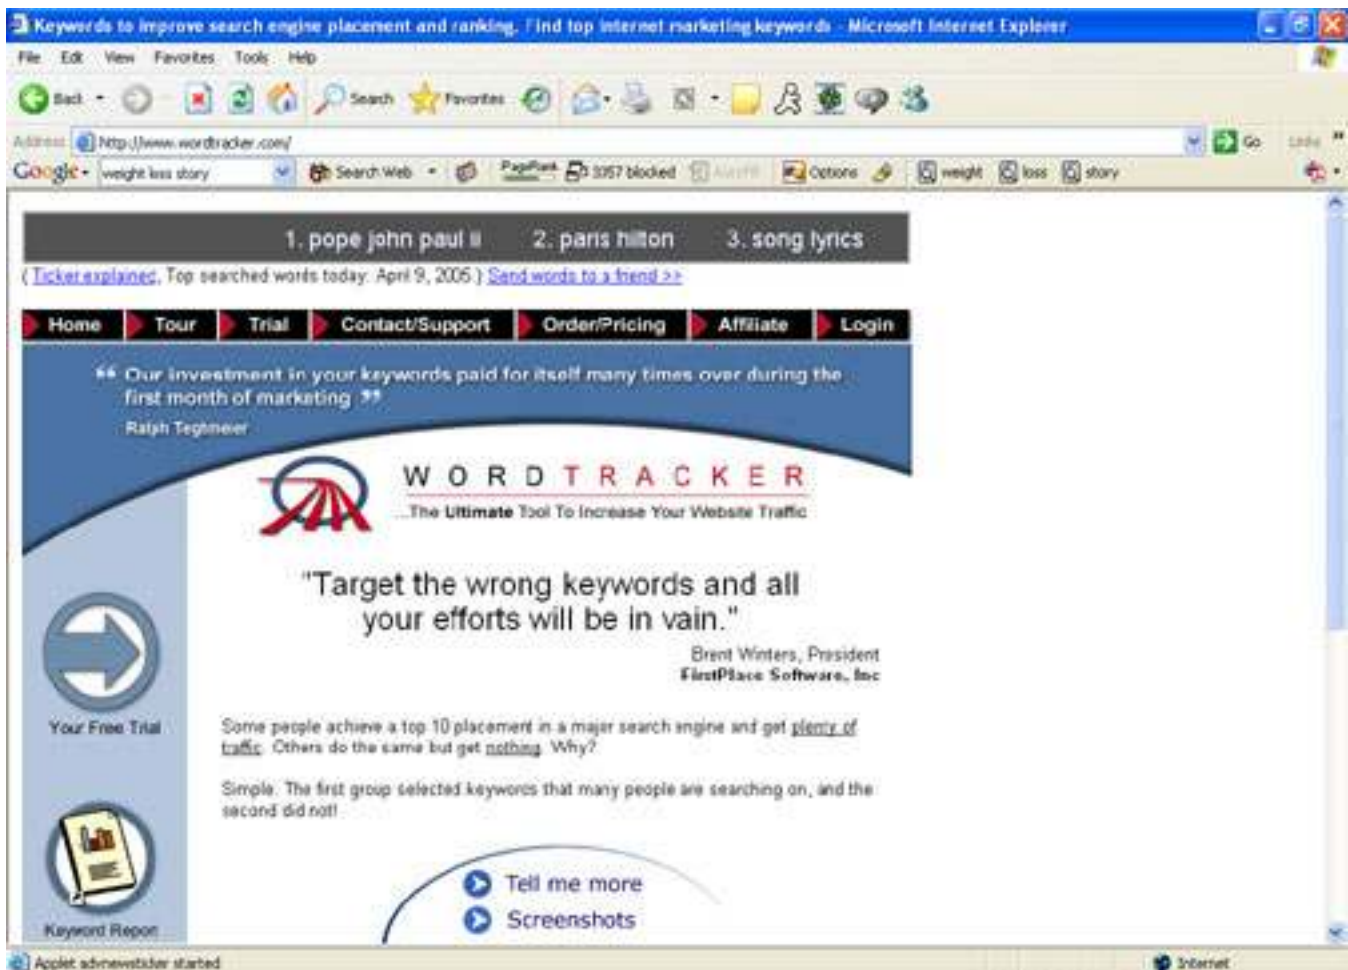 Keywords to improve search engine placement and ranking. Find top internet marketing keywords - Microsoft Internet Explorer
File Edit View Favorites Tools Help
Back Search Favorites
Address http://www.wordtracker.com/ Go Links
Google weight loss story Search Web PageRank 3357 blocked Options weight loss story
1. pope john paul ii 2. paris hilton 3. song lyrics
( Ticker explained, Top searched words today. April 9, 2005.) Send words to a friend >>
Home Tour Trial Contact/Support Order/Pricing Affiliate Login
“ Our investment in your keywords paid for itself many times over during the
first month of marketing ”
Ralph Tegtmeier
WORDTRACKER
...The Ultimate Tool To Increase Your Website Traffic
"Target the wrong keywords and all
your efforts will be in vain."
Brent Winters, President
FirstPlace Software, Inc
Your Free Trial
Some people achieve a top 10 placement in a major search engine and get plenty of
traffic. Others do the same but get nothing. Why?
Simple. The first group selected keywords that many people are searching on, and the
second did not!
Tell me more
Screenshots
Keyword Report
Applet advnewsticker started Internet